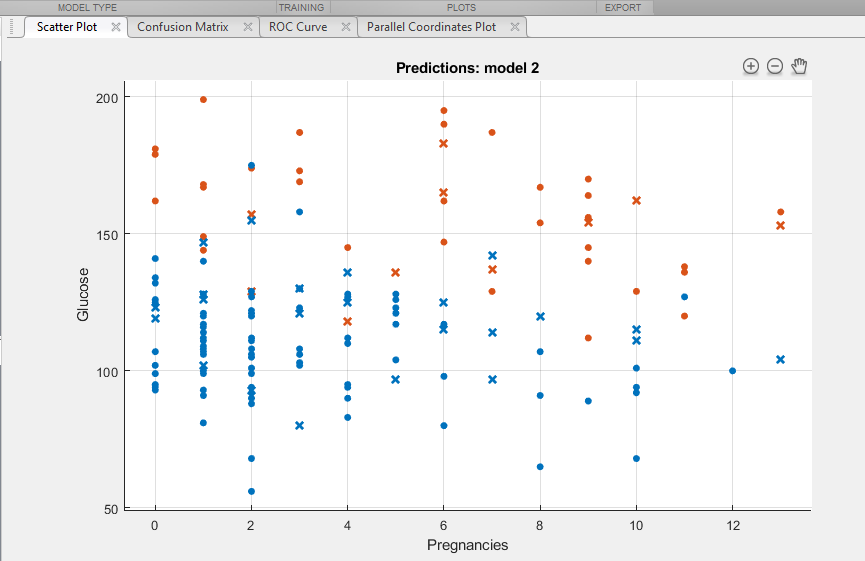 MODEL TYPE TRAINING PLOTS EXPORT
Scatter Plot Confusion Matrix ROC Curve Parallel Coordinates Plot
Predictions: model 2
200
150
100
50
Glucose
0 2 4 6 8 10 12
Pregnancies